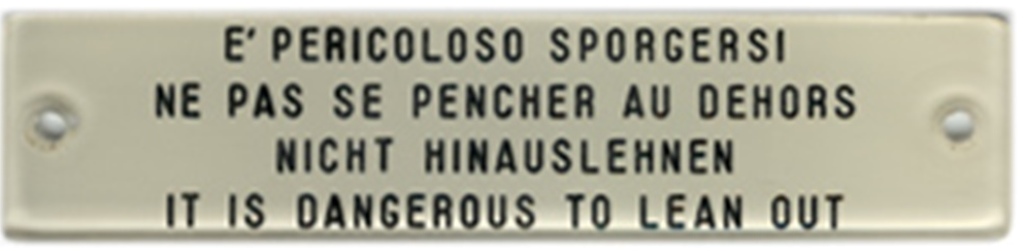 E' PERICOLOSO SPORGERSI
NE PAS SE PENCHER AU DEHORS
NICHT HINAUSLEHNEN
IT IS DANGEROUS TO LEAN OUT